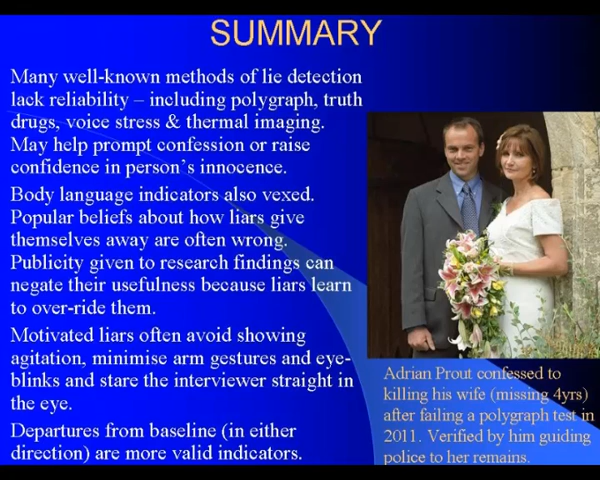 SUMMARY
Many well-known methods of lie detection
lack reliability – including polygraph, truth
drugs, voice stress & thermal imaging.
May help prompt confession or raise
confidence in person's innocence.
Body language indicators also vexed.
Popular beliefs about how liars give
themselves away are often wrong.
Publicity given to research findings can
negate their usefulness because liars learn
to over-ride them.
Motivated liars often avoid showing
agitation, minimise arm gestures and eye-
blinks and stare the interviewer straight in
the eye.
Departures from baseline (in either
direction) are more valid indicators.
Adrian Prout confessed to
killing his wife (missing 4yrs)
after failing a polygraph test in
2011. Verified by him guiding
police to her remains.